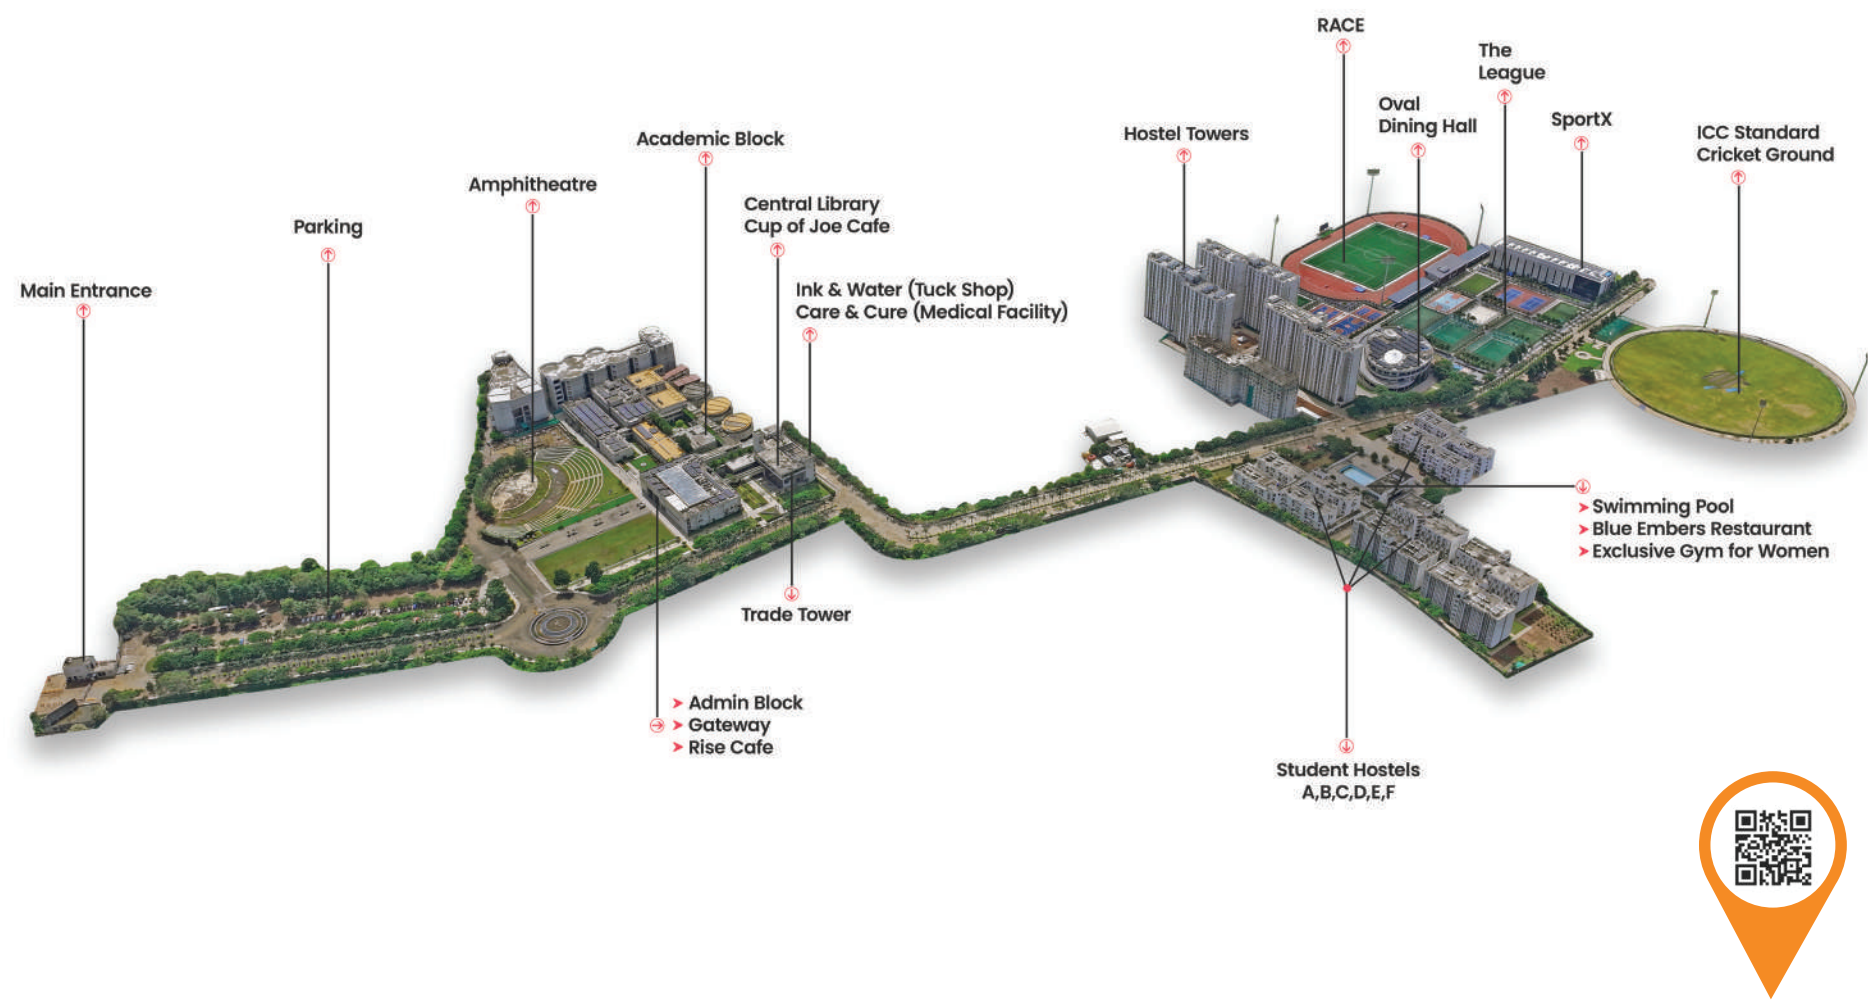 RACE
The
League
Oval
Dining Hall
SportX
Hostel Towers
ICC Standard
Cricket Ground
Academic Block
Amphitheatre
Central Library
Cup of Joe Cafe
Parking
Main Entrance
Ink & Water (Tuck Shop)
Care & Cure (Medical Facility)
Swimming Pool
Blue Embers Restaurant
Exclusive Gym for Women
Trade Tower
Admin Block
Gateway
Rise Cafe
Student Hostels
A,B,C,D,E,F